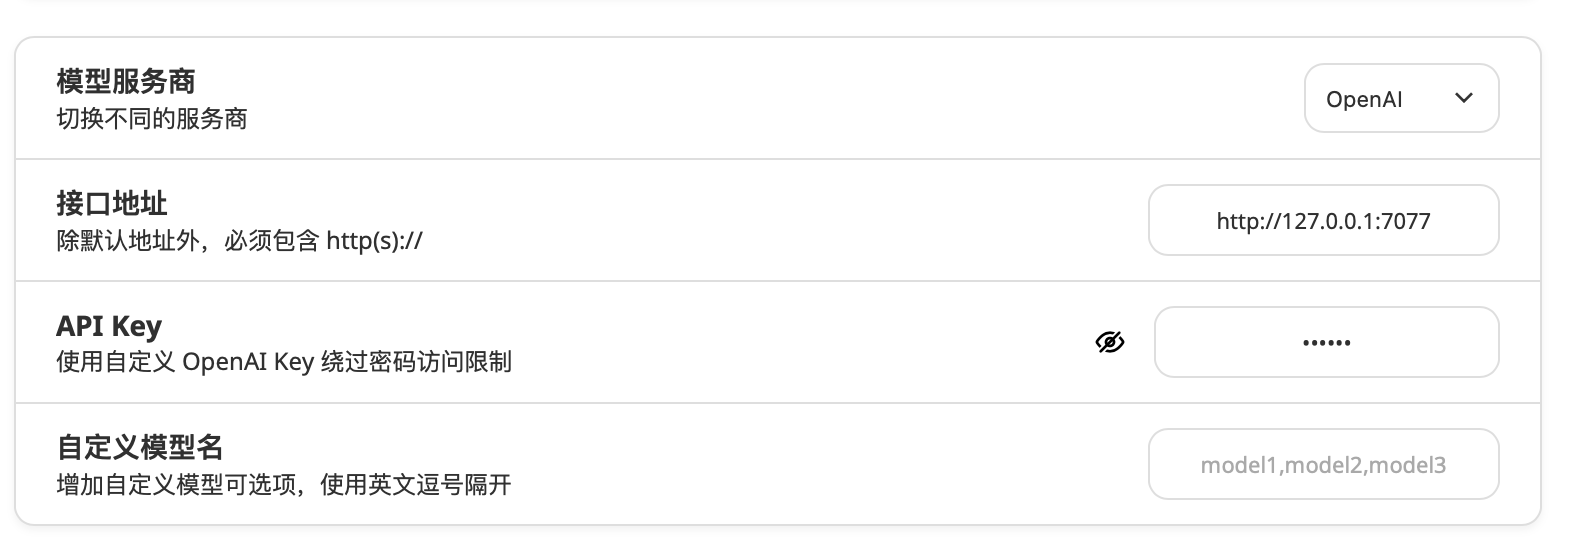 模型服务商
切换不同的服务商
OpenAI
接口地址
除默认地址外，必须包含 http(s)://
http://127.0.0.1:7077
API Key
使用自定义 OpenAI Key 绕过密码访问限制
••••••
自定义模型名
增加自定义模型可选项，使用英文逗号隔开
model1,model2,model3